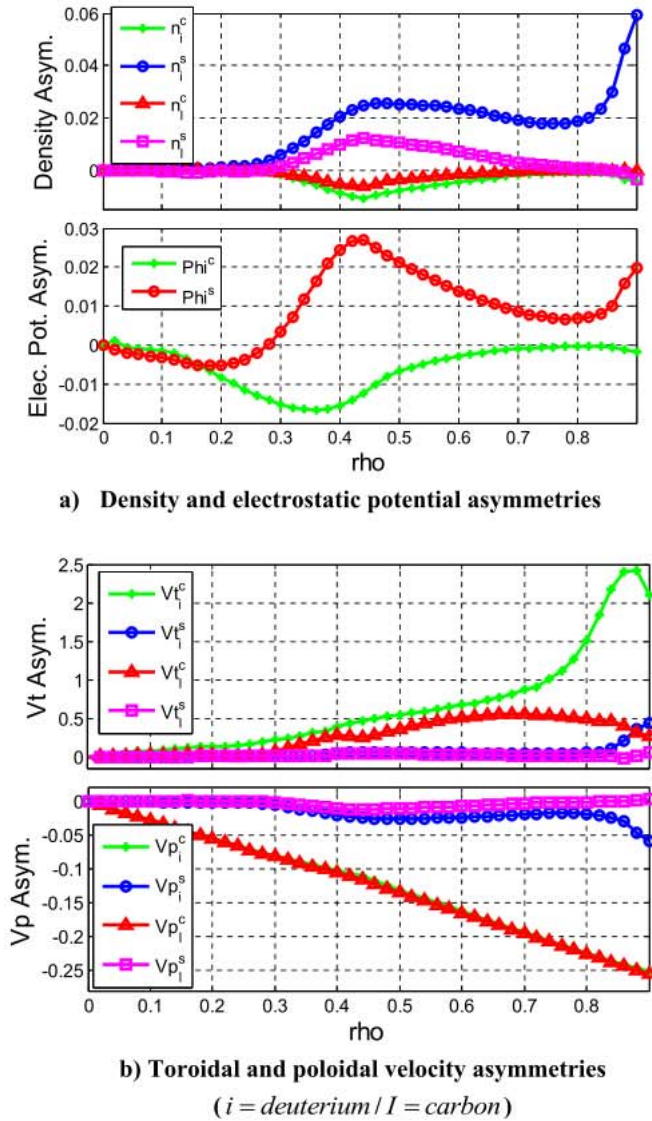 0.06
0.04
0.02
0
Density Asym.
n_i^c
n_i^s
n_I^c
n_I^s
0.03
0.02
0.01
0
-0.01
-0.02
Elec. Pot. Asym.
Phi^c
Phi^s
0 0.1 0.2 0.3 0.4 0.5 0.6 0.7 0.8
rho
a) Density and electrostatic potential asymmetries
2.5
2
1.5
1
0.5
0
Vt Asym.
Vt_i^c
Vt_i^s
Vt_I^c
Vt_I^s
0
-0.05
-0.1
-0.15
-0.2
-0.25
Vp Asym.
Vp_i^c
Vp_i^s
Vp_I^c
Vp_I^s
0 0.1 0.2 0.3 0.4 0.5 0.6 0.7 0.8
rho
b) Toroidal and poloidal velocity asymmetries
(i = deuterium / I = carbon)